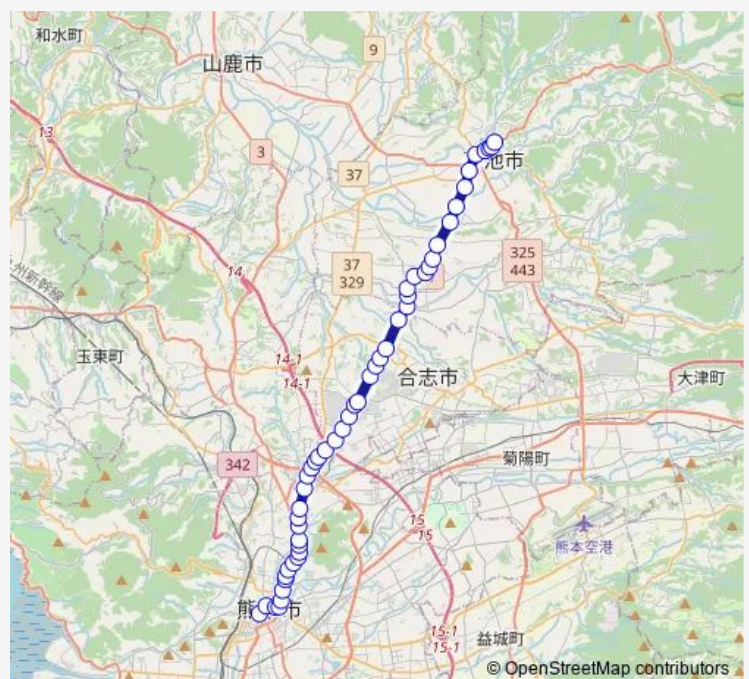 和水町
山鹿市
9
13
3
37
池市
37
329
325
443
14
州新幹線
玉東町
14-1
14-1
合志市
大津町
342
菊陽町
15
15
熊本空港
市
15-1
15-1
益城町
© OpenStreetMap contributors